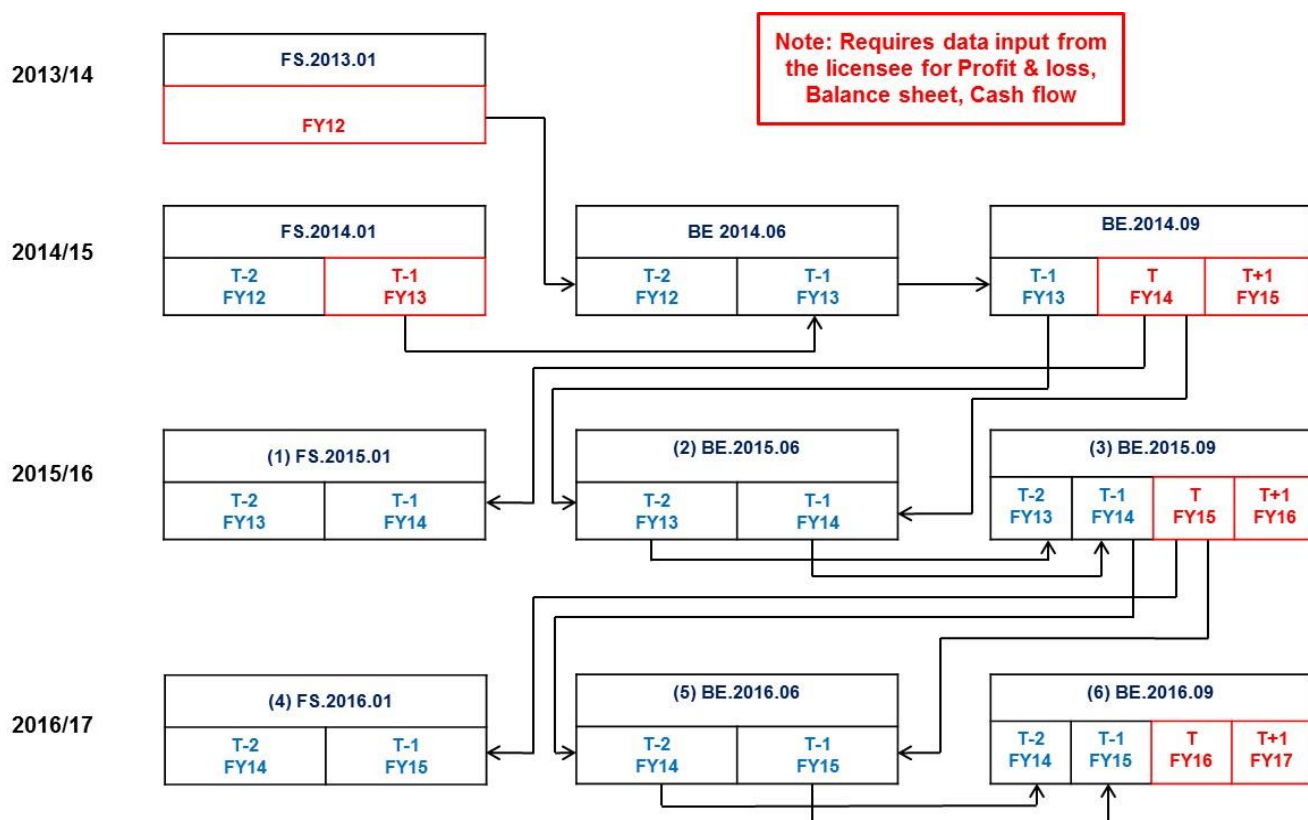 Note: Requires data input from
the licensee for Profit & loss,
Balance sheet, Cash flow
2013/14
FS.2013.01
FY12
2014/15
FS.2014.01
T-2
FY12
T-1
FY13
BE 2014.06
T-2
FY12
T-1
FY13
BE.2014.09
T-1
FY13
T
FY14
T+1
FY15
2015/16
(1) FS.2015.01
T-2
FY13
T-1
FY14
(2) BE.2015.06
T-2
FY13
T-1
FY14
(3) BE.2015.09
T-2
FY13
T-1
FY14
T
FY15
T+1
FY16
2016/17
(4) FS.2016.01
T-2
FY14
T-1
FY15
(5) BE.2016.06
T-2
FY14
T-1
FY15
(6) BE.2016.09
T-2
FY14
T-1
FY15
T
FY16
T+1
FY17